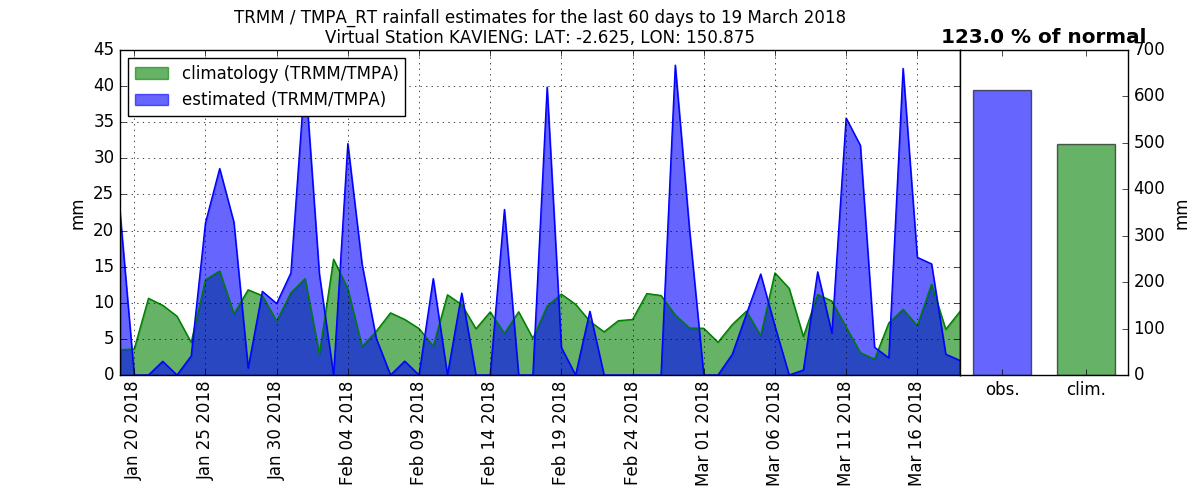 TRMM / TMPA_RT rainfall estimates for the last 60 days to 19 March 2018
Virtual Station KAVIENG: LAT: -2.625, LON: 150.875
123.0 % of normal
climatology (TRMM/TMPA)
estimated (TRMM/TMPA)
mm
45
40
35
30
25
20
15
10
5
0
Jan 20 2018
Jan 25 2018
Jan 30 2018
Feb 04 2018
Feb 09 2018
Feb 14 2018
Feb 19 2018
Feb 24 2018
Mar 01 2018
Mar 06 2018
Mar 11 2018
Mar 16 2018
obs.
clim.
700
600
500
400
300
200
100
0
mm